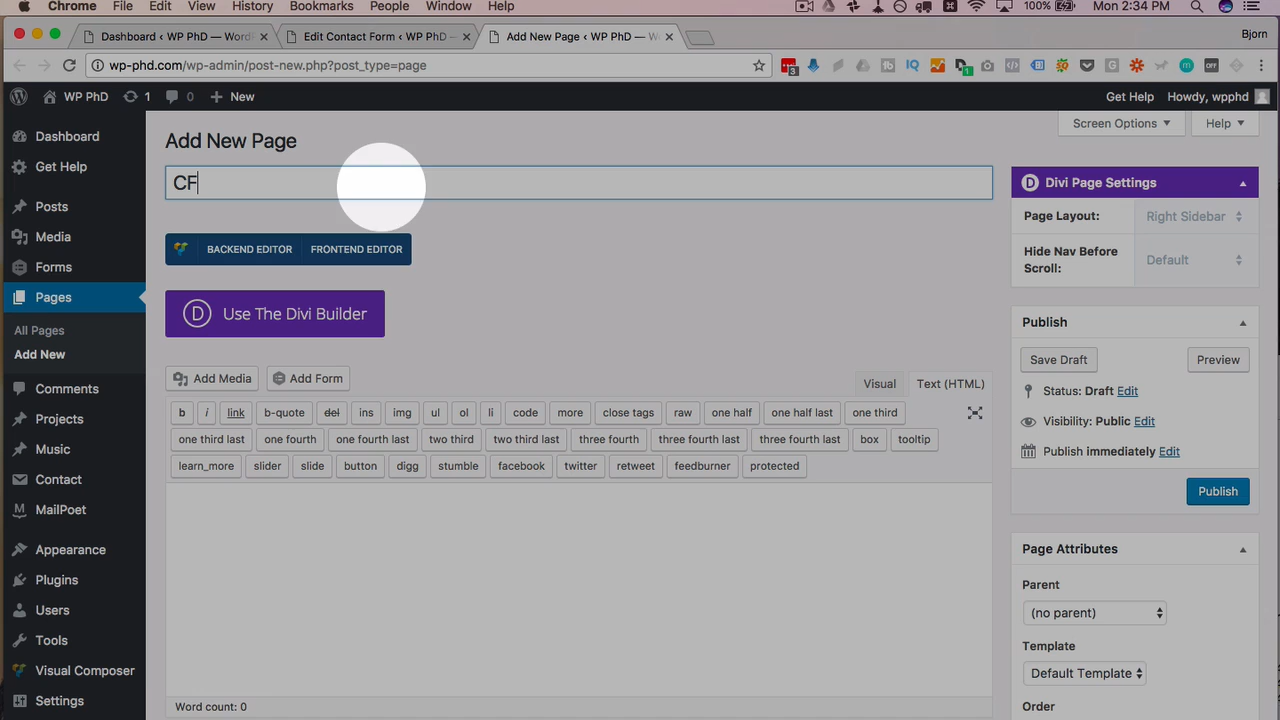 Chrome File Edit View History Bookmarks People Window Help 100% Mon 2:34 PM
Dashboard ‹ WP PhD — WordPr Edit Contact Form ‹ WP PhD — Add New Page ‹ WP PhD — Wo Bjorn
wp-phd.com/wp-admin/post-new.php?post_type=page
WP PhD 1 0 New Get Help Howdy, wpphd
Screen Options Help
Dashboard
Get Help
Posts
Media
Forms
Pages
All Pages
Add New
Comments
Projects
Music
Contact
MailPoet
Appearance
Plugins
Users
Tools
Visual Composer
Settings
Add New Page
CF
BACKEND EDITOR FRONTEND EDITOR
Use The Divi Builder
Add Media Add Form Visual Text (HTML)
b i link b-quote del ins img ul ol li code more close tags raw one half one half last one third
one third last one fourth one fourth last two third two third last three fourth three fourth last three fourth last box tooltip
learn_more slider slide button digg stumble facebook twitter retweet feedburner protected
Word count: 0
Divi Page Settings
Page Layout: Right Sidebar
Hide Nav Before Default
Scroll:
Publish
Save Draft Preview
Status: Draft Edit
Visibility: Public Edit
Publish immediately Edit
Publish
Page Attributes
Parent
(no parent)
Template
Default Template
Order